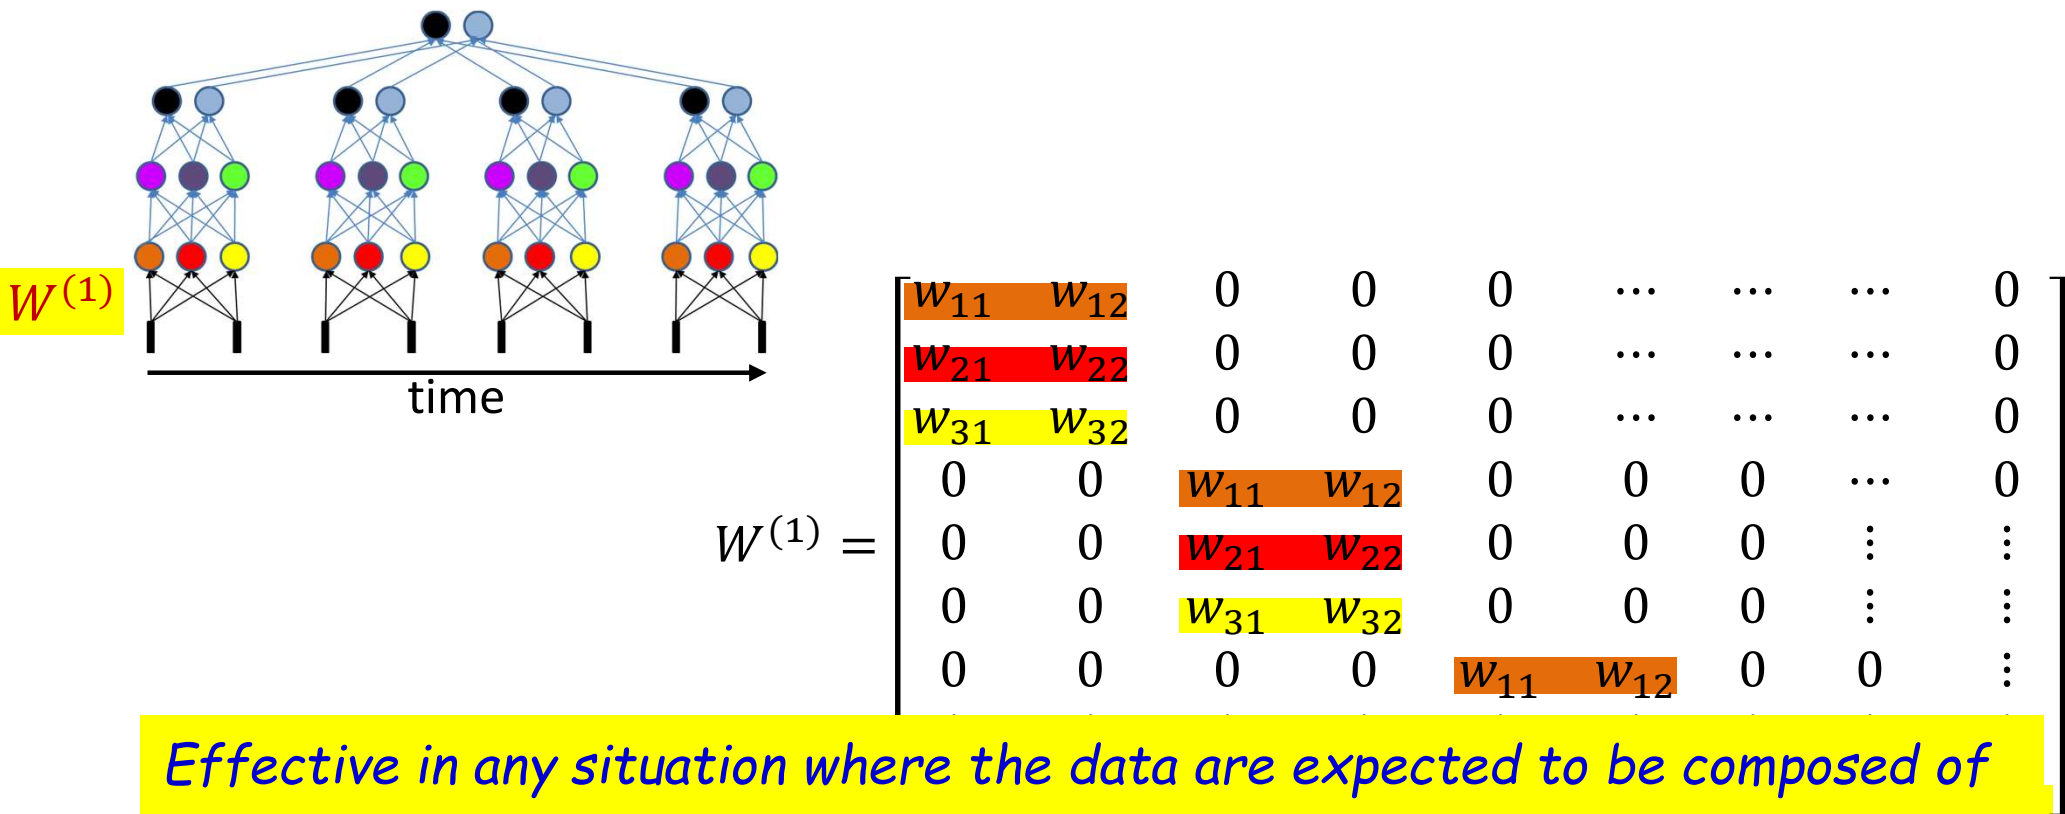 W^(1)
time
w11 w12 0 0 0 ⋯ ⋯ ⋯ 0
w21 w22 0 0 0 ⋯ ⋯ ⋯ 0
w31 w32 0 0 0 ⋯ ⋯ ⋯ 0
0 0 w11 w12 0 0 0 ⋯ 0
W^(1) = 0 0 w21 w22 0 0 0 ⋮ ⋮
0 0 w31 w32 0 0 0 ⋮ ⋮
0 0 0 0 w11 w12 0 0 ⋮
Effective in any situation where the data are expected to be composed of